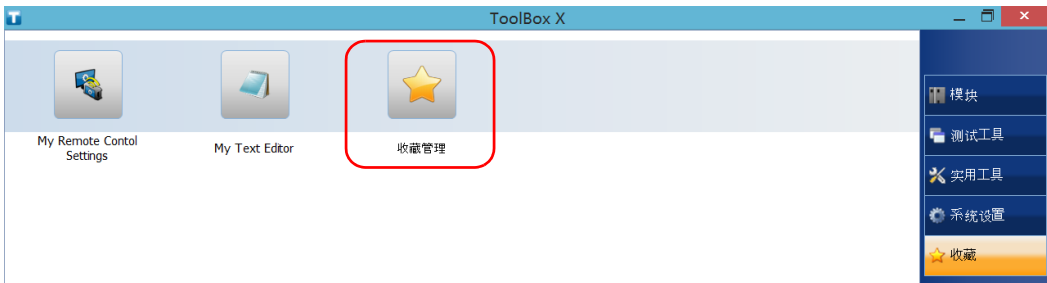 ToolBox X
My Remote Contol
Settings
My Text Editor
收藏管理
模块
测试工具
实用工具
系统设置
收藏